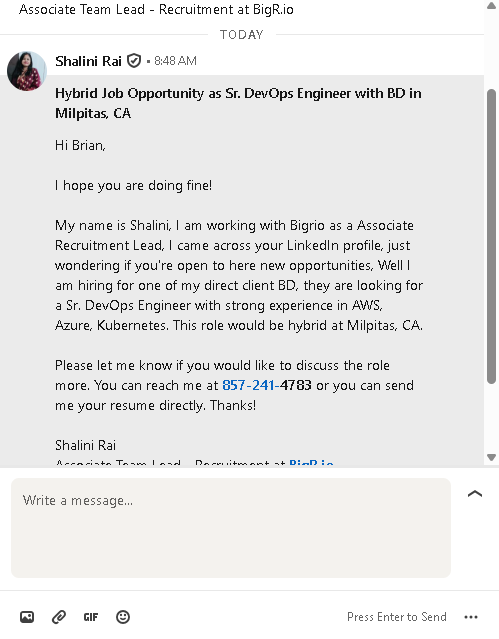 Associate Team Lead - Recruitment at BigR.io
TODAY
Shalini Rai • 8:48 AM
Hybrid Job Opportunity as Sr. DevOps Engineer with BD in
Milpitas, CA
Hi Brian,
I hope you are doing fine!
My name is Shalini, I am working with Bigrio as a Associate
Recruitment Lead, I came across your LinkedIn profile, just
wondering if you're open to here new opportunities, Well I
am hiring for one of my direct client BD, they are looking for
a Sr. DevOps Engineer with strong experience in AWS,
Azure, Kubernetes. This role would be hybrid at Milpitas, CA.
Please let me know if you would like to discuss the role
more. You can reach me at 857-241-4783 or you can send
me your resume directly. Thanks!
Shalini Rai
Associate Team Lead - Recruitment at BigR.io
Write a message...
GIF
Press Enter to Send